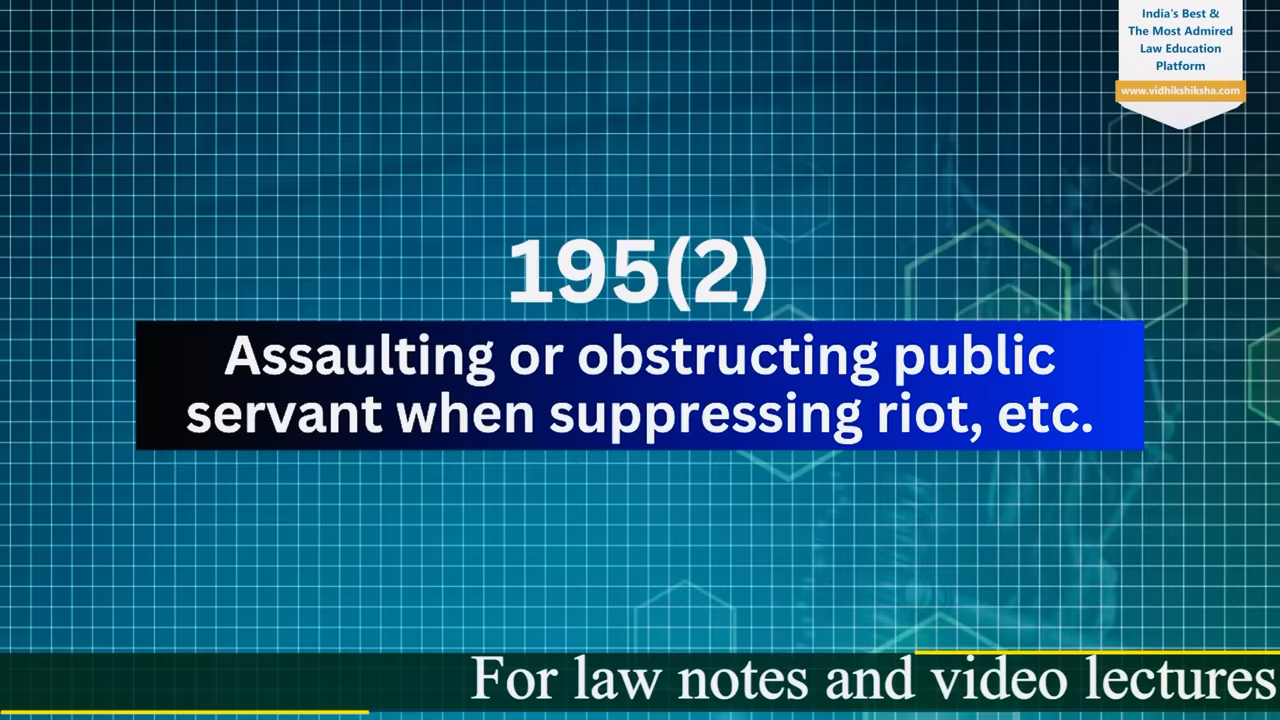 India's Best &
The Most Admired
Law Education
Platform
www.vidhikshiksha.com
195(2)
Assaulting or obstructing public
servant when suppressing riot, etc.
For law notes and video lectures